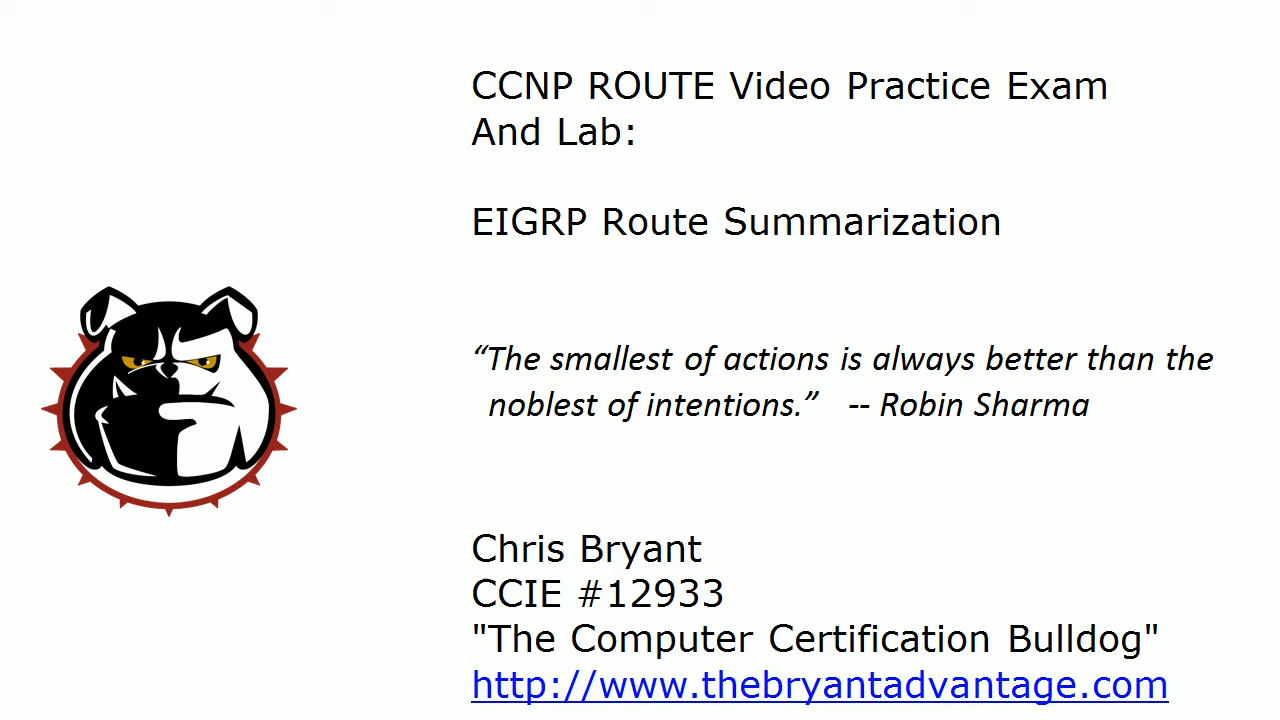 CCNP ROUTE Video Practice Exam
And Lab:
EIGRP Route Summarization
“The smallest of actions is always better than the
noblest of intentions.”   -- Robin Sharma
Chris Bryant
CCIE #12933
"The Computer Certification Bulldog"
http://www.thebryantadvantage.com